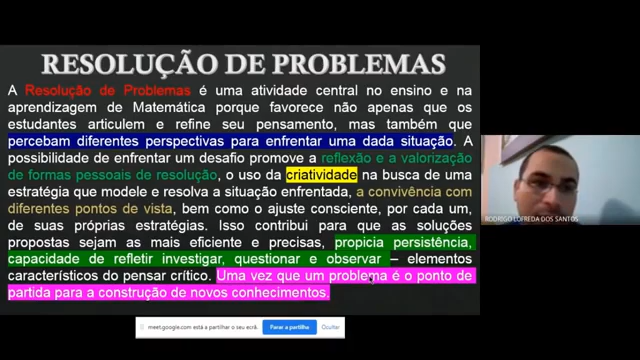 RESOLUÇÃO DE PROBLEMAS
A Resolução de Problemas é uma atividade central no ensino e na
aprendizagem de Matemática porque favorece não apenas que os
estudantes articulem e refine seu pensamento, mas também que
percebam diferentes perspectivas para enfrentar uma dada situação. A
possibilidade de enfrentar um desafio promove a reflexão e a valorização
de formas pessoais de resolução, o uso da criatividade na busca de uma
estratégia que modele e resolva a situação enfrentada, a convivência com
diferentes pontos de vista, bem como o ajuste consciente, por cada um,
de suas próprias estratégias. Isso contribui para que as soluções
propostas sejam as mais eficiente e precisas, propicia persistência,
capacidade de refletir investigar, questionar e observar – elementos
característicos do pensar crítico. Uma vez que um problema é o ponto de
partida para a construção de novos conhecimentos.
RODRIGO LOFREDA DOS SANTOS
meet.google.com está a partilhar o seu ecrã. Parar a partilha Ocultar